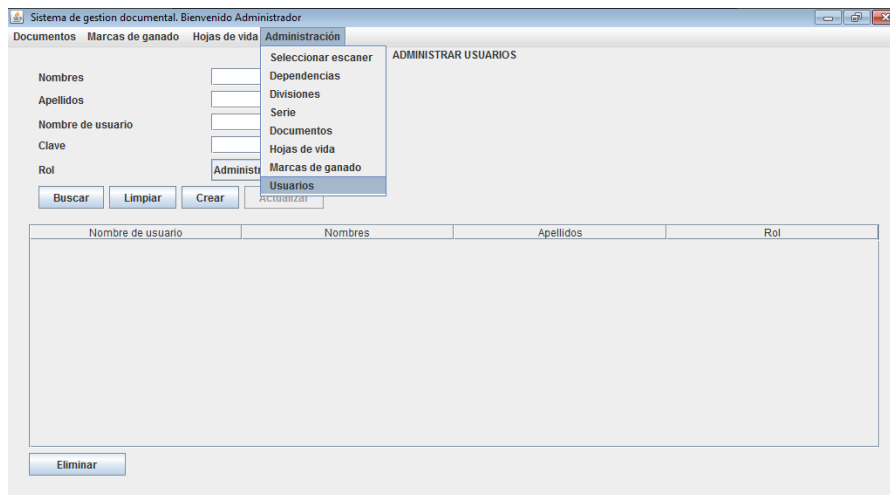 Sistema de gestion documental. Bienvenido Administrador
Documentos Marcas de ganado Hojas de vida Administración
ADMINISTRAR USUARIOS
Seleccionar escaner
Dependencias
Divisiones
Serie
Documentos
Hojas de vida
Marcas de ganado
Usuarios
Nombres
Apellidos
Nombre de usuario
Clave
Rol Administr
Buscar Limpiar Crear Actualizar
Nombre de usuario Nombres Apellidos Rol
Eliminar